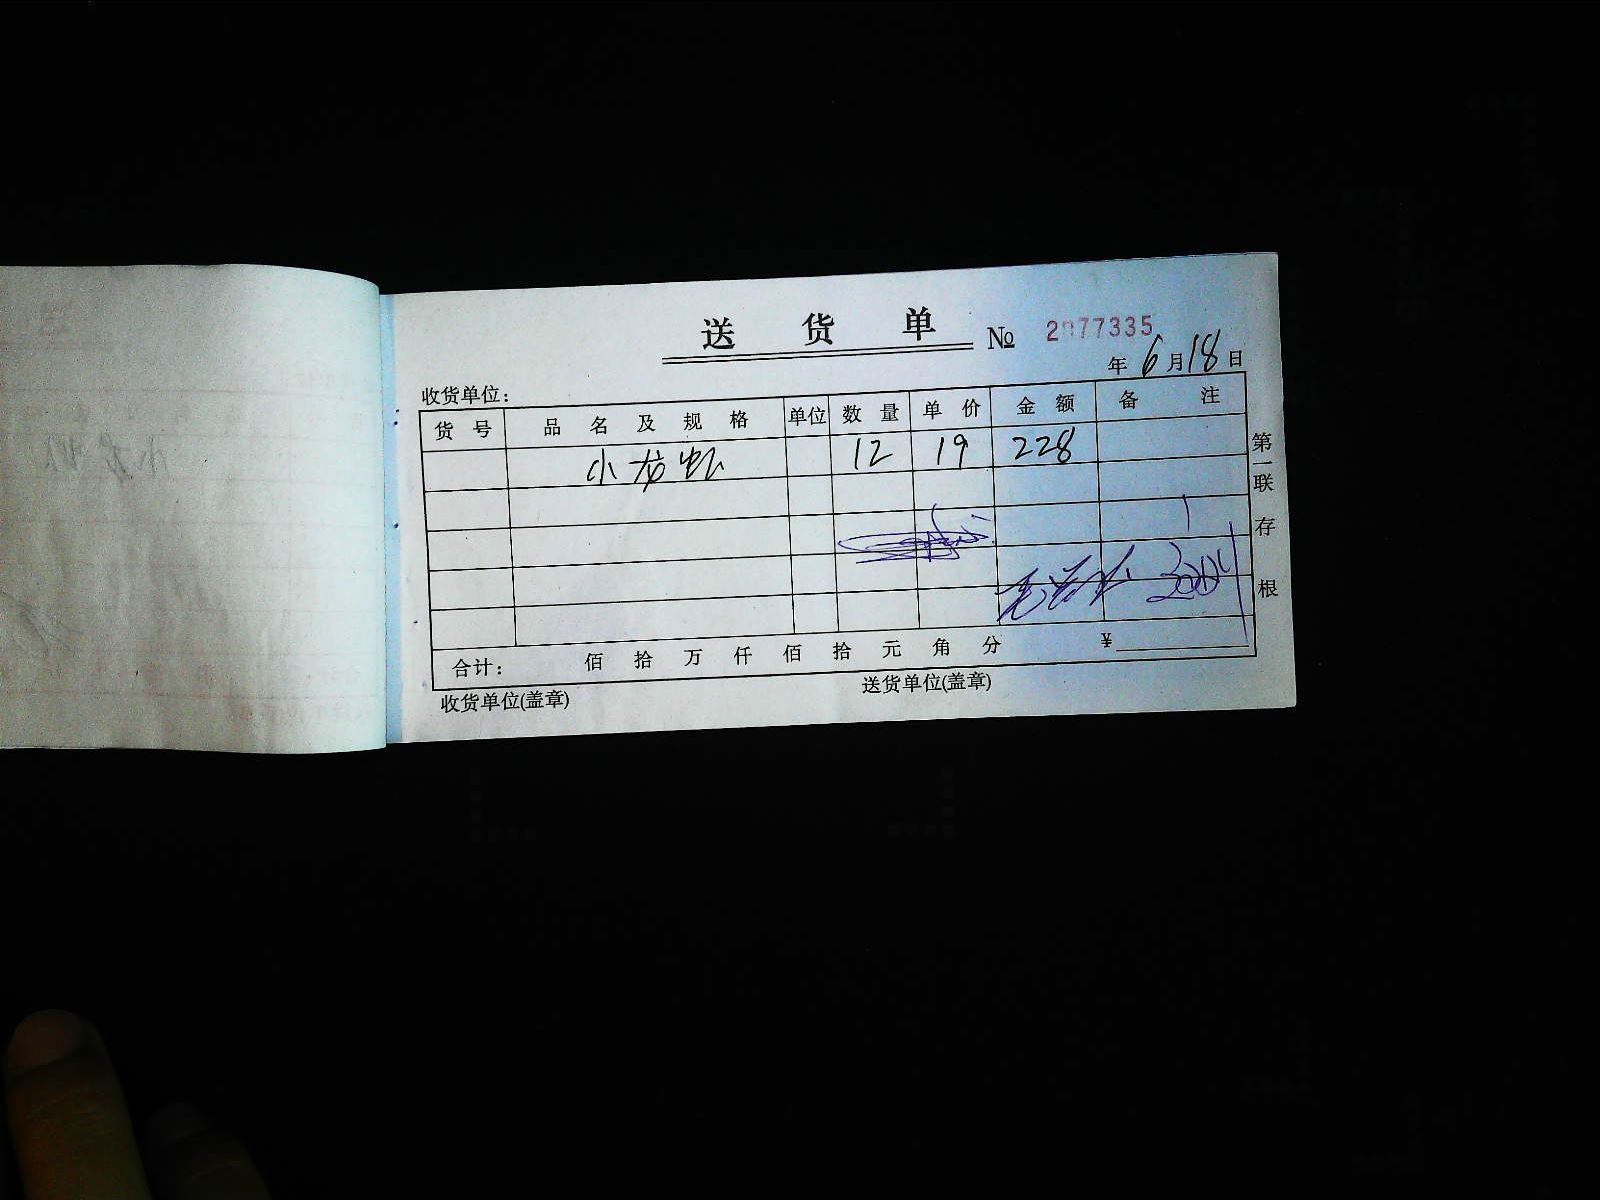 送 货 单 № 2077335
年 6 月 18 日
收货单位:
货 号 品 名 及 规 格 单位 数 量 单 价 金 额 备 注
小龙虾 12 19 228
合计: 佰 拾 万 仟 佰 拾 元 角 分 ¥
收货单位(盖章) 送货单位(盖章)
第一联 存根